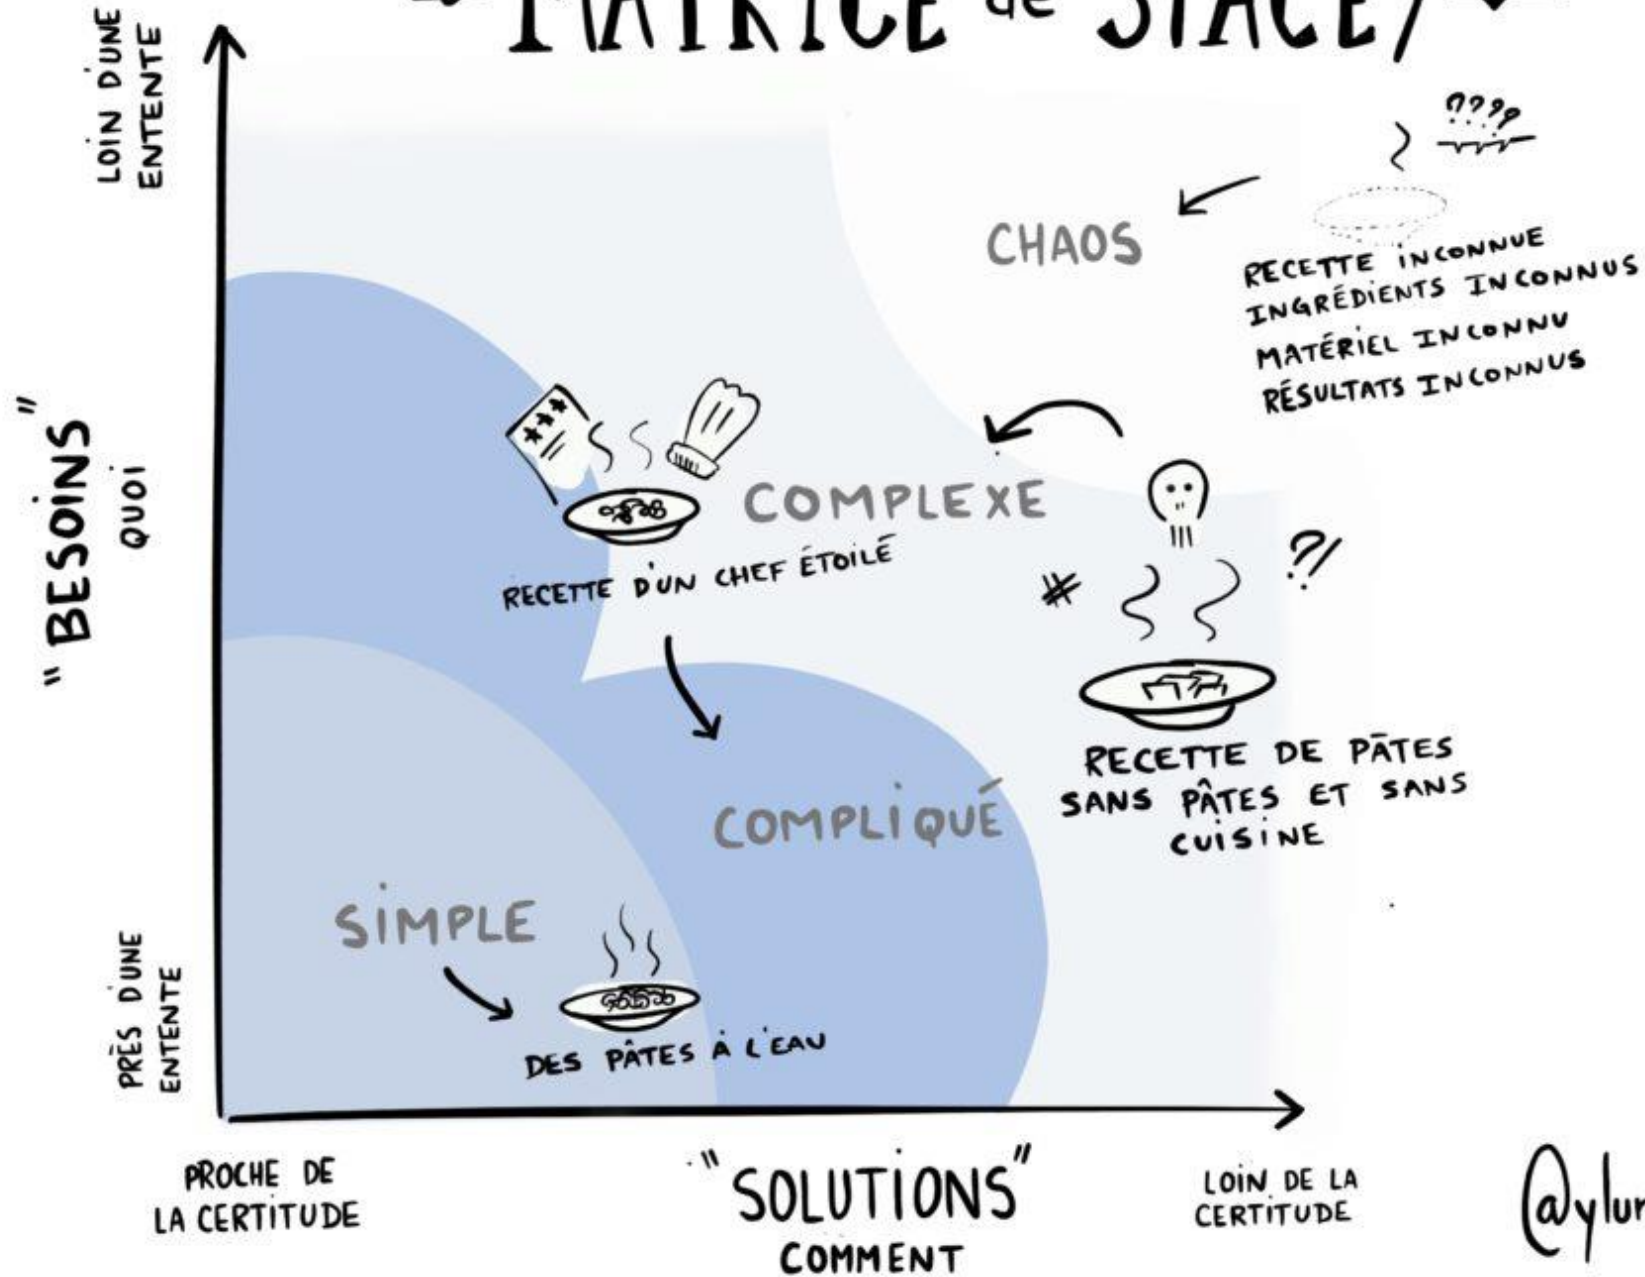 MATRICE de STACEY
LOIN D'UNE
ENTENTE
????
CHAOS
RECETTE INCONNUE
INGRÉDIENTS INCONNUS
MATÉRIEL INCONNU
RÉSULTATS INCONNUS
"BESOINS"
QUOI
***
COMPLEXE
RECETTE D'UN CHEF ÉTOILÉ
?!
RECETTE DE PÂTES
SANS PÂTES ET SANS
CUISINE
COMPLIQUÉ
SIMPLE
DES PÂTES À L'EAU
PRÈS D'UNE
ENTENTE
PROCHE DE
LA CERTITUDE
"SOLUTIONS"
COMMENT
LOIN DE LA
CERTITUDE